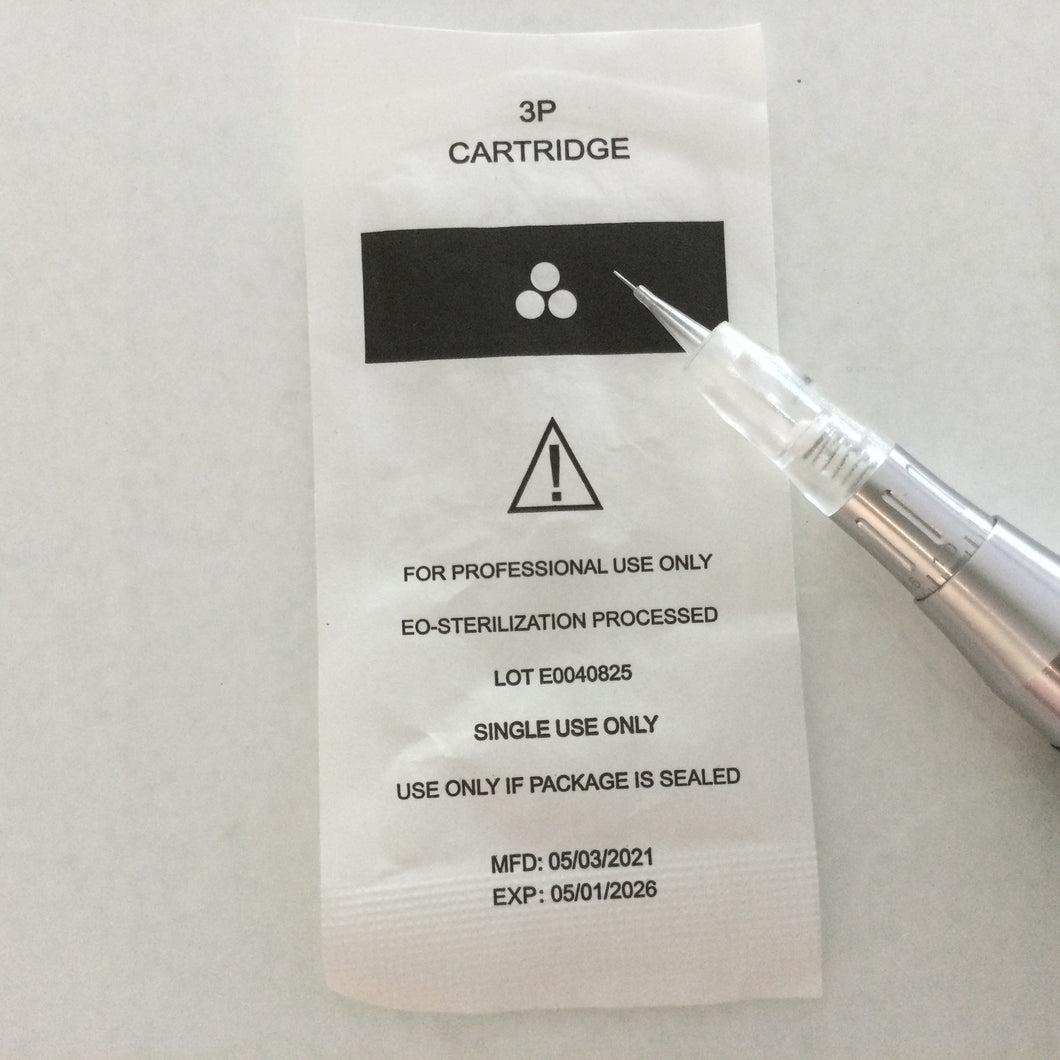 3P
CARTRIDGE
!
FOR PROFESSIONAL USE ONLY
EO-STERILIZATION PROCESSED
LOT E0040825
SINGLE USE ONLY
USE ONLY IF PACKAGE IS SEALED
MFD: 05/03/2021
EXP: 05/01/2026